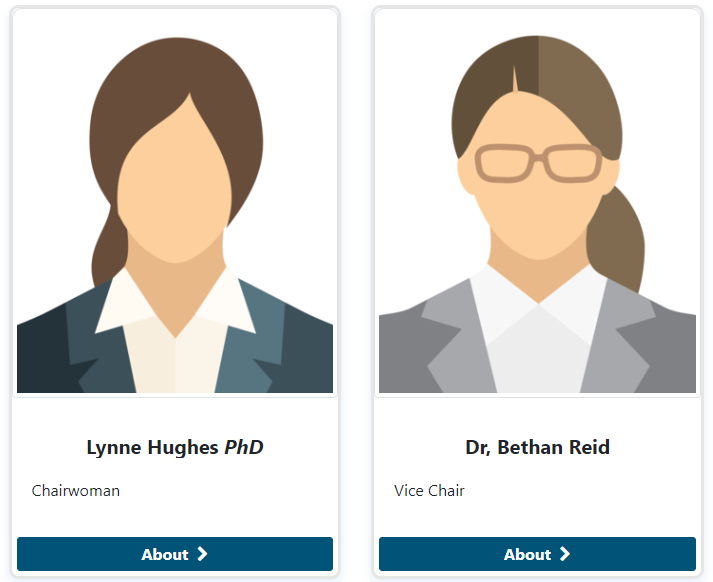 Lynne Hughes PhD
Chairwoman
About
Dr, Bethan Reid
Vice Chair
About